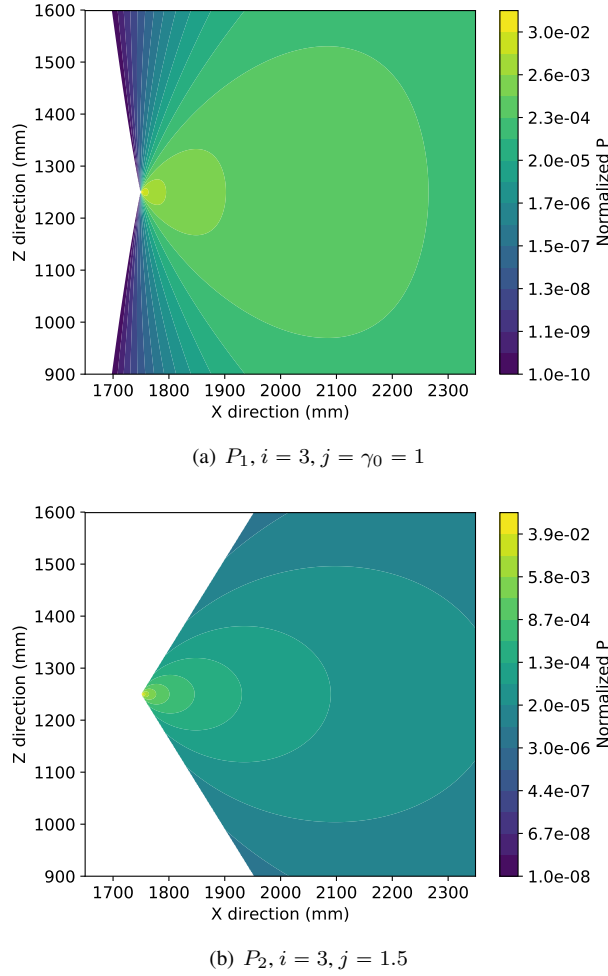 1600
1500
1400
1300
1200
1100
1000
900
Z direction (mm)
1700 1800 1900 2000 2100 2200 2300
X direction (mm)
3.0e-02
2.6e-03
2.3e-04
2.0e-05
1.7e-06
1.5e-07
1.3e-08
1.1e-09
1.0e-10
Normalized P
(a) P₁, i = 3, j = γ₀ = 1
1600
1500
1400
1300
1200
1100
1000
900
Z direction (mm)
1700 1800 1900 2000 2100 2200 2300
X direction (mm)
3.9e-02
5.8e-03
8.7e-04
1.3e-04
2.0e-05
3.0e-06
4.4e-07
6.7e-08
1.0e-08
Normalized P
(b) P₂, i = 3, j = 1.5